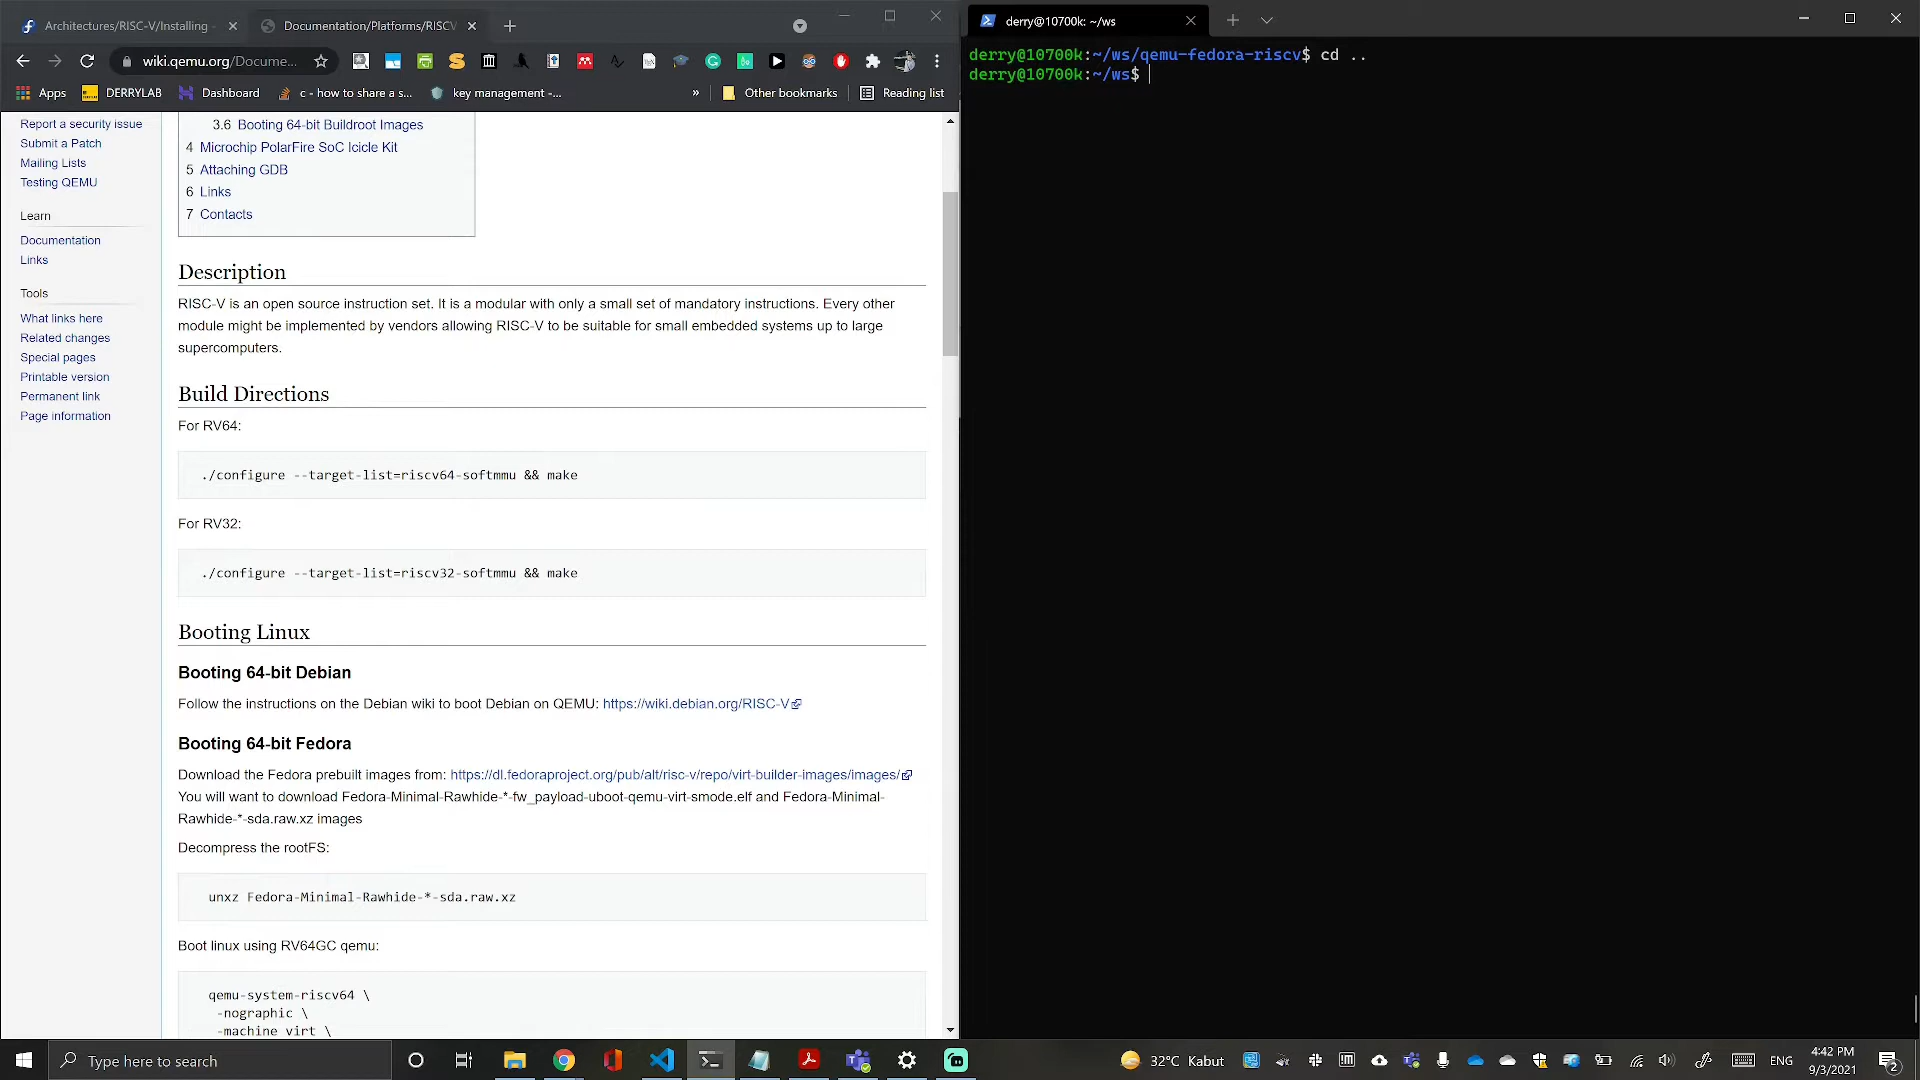 Architectures/RISC-V/Installing
Documentation/Platforms/RISCV
derry@10700k: ~/ws
wiki.qemu.org/Docume...
Apps
DERRYLAB
Dashboard
c - how to share a s...
key management -...
»
Other bookmarks
Reading list
derry@10700k:~/ws/qemu-fedora-riscv$ cd ..
derry@10700k:~/ws$
Report a security issue
Submit a Patch
Mailing Lists
Testing QEMU
Learn
Documentation
Links
Tools
What links here
Related changes
Special pages
Printable version
Permanent link
Page information
3.6 Booting 64-bit Buildroot Images
4 Microchip PolarFire SoC Icicle Kit
5 Attaching GDB
6 Links
7 Contacts
Description
RISC-V is an open source instruction set. It is a modular with only a small set of mandatory instructions. Every other
module might be implemented by vendors allowing RISC-V to be suitable for small embedded systems up to large
supercomputers.
Build Directions
For RV64:
./configure --target-list=riscv64-softmmu && make
For RV32:
./configure --target-list=riscv32-softmmu && make
Booting Linux
Booting 64-bit Debian
Follow the instructions on the Debian wiki to boot Debian on QEMU: https://wiki.debian.org/RISC-V
Booting 64-bit Fedora
Download the Fedora prebuilt images from: https://dl.fedoraproject.org/pub/alt/risc-v/repo/virt-builder-images/images/
You will want to download Fedora-Minimal-Rawhide-*-fw_payload-uboot-qemu-virt-smode.elf and Fedora-Minimal-
Rawhide-*-sda.raw.xz images
Decompress the rootFS:
unxz Fedora-Minimal-Rawhide-*-sda.raw.xz
Boot linux using RV64GC qemu:
qemu-system-riscv64 \
-nographic \
-machine virt \
Type here to search
32°C Kabut
ENG
4:42 PM
9/3/2021
2